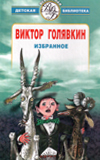 ДЕТСКАЯ БИБЛИОТЕКА
ВИКТОР ГОЛЯВКИН
ИЗБРАННОЕ